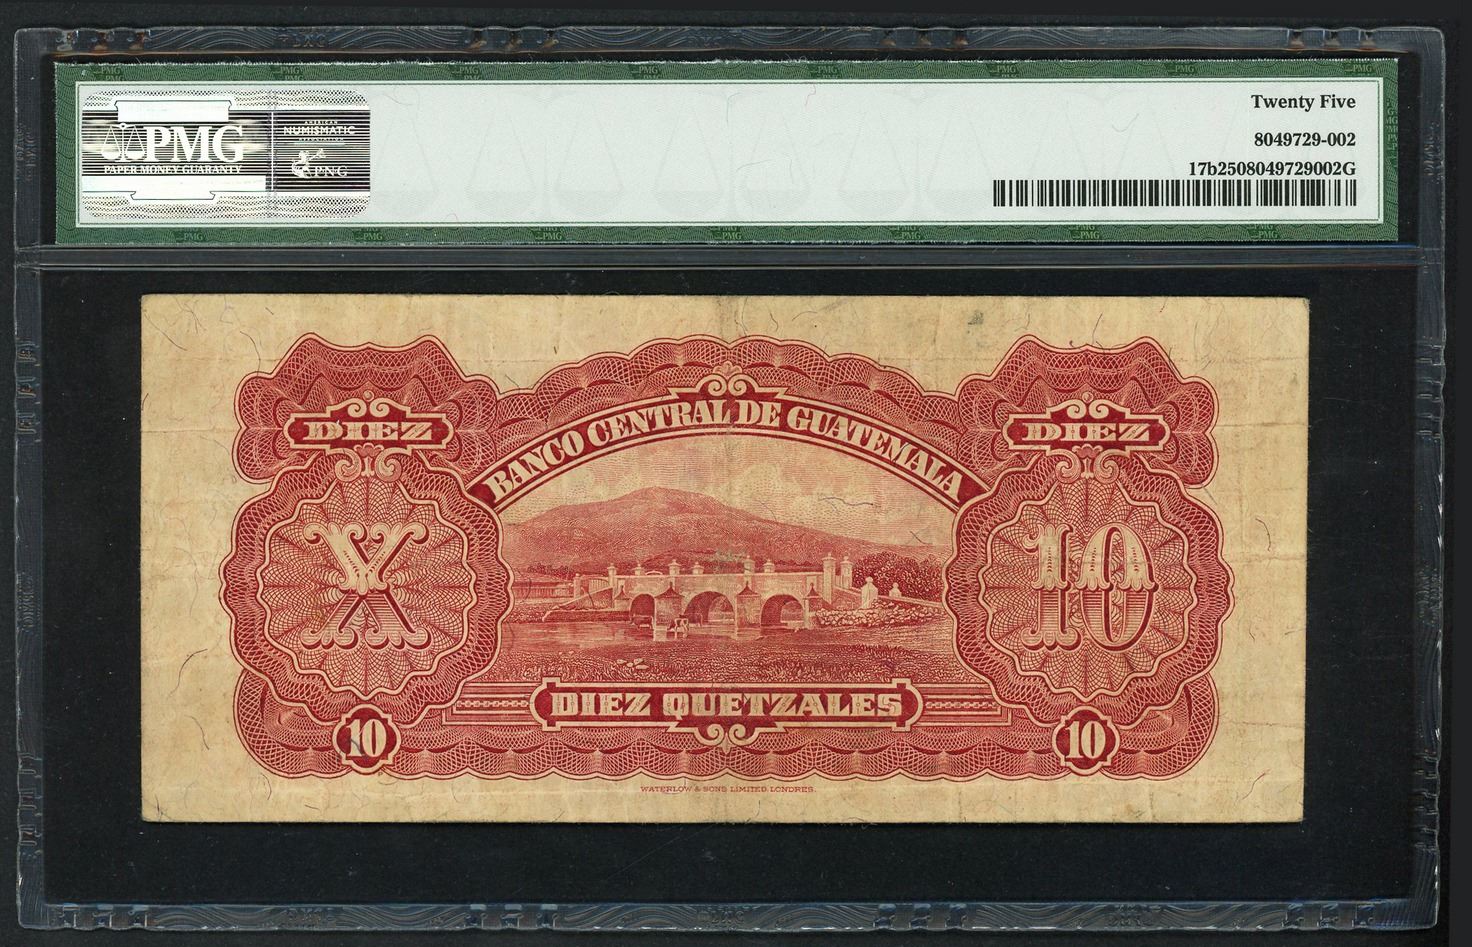 PMG
PAPER MONEY GUARANTY
AMERICAN
NUMISMATIC
ASSOCIATION
PNG
Twenty Five
8049729-002
17b2508049729002G
BANCO CENTRAL DE GUATEMALA
DIEZ
DIEZ
X
10
DIEZ QUETZALES
10
10
WATERLOW & SONS LIMITED, LONDRES.